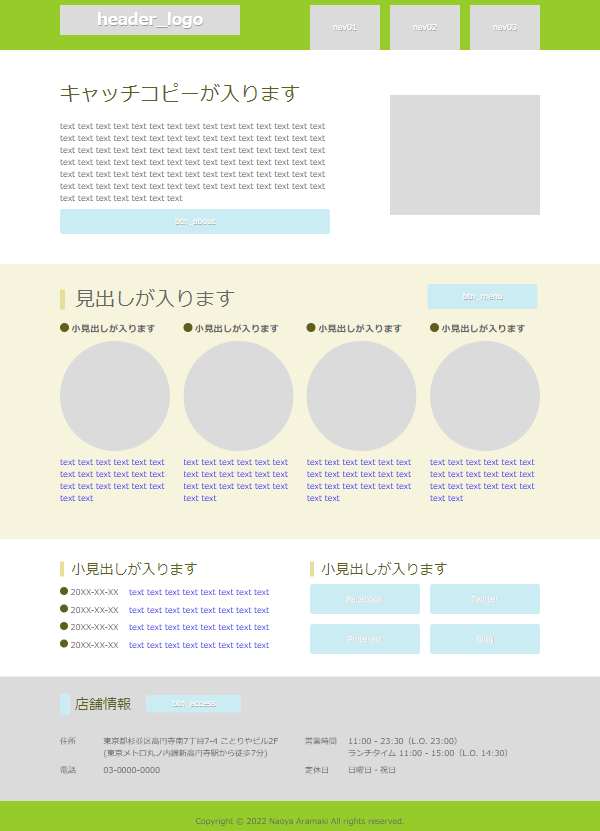 header_logo
nav01 nav02 nav03
キャッチコピーが入ります
text text text text text text text text text text text text text text text
text text text text text text text text text text text text text text text
text text text text text text text text text text text text text text text
text text text text text text text text text text text text text text text
text text text text text text text text text text text text text text text
text text text text text text text text text text text text text text text
text text text text text text text
btn_about
見出しが入ります
btn_menu
小見出しが入ります 小見出しが入ります 小見出しが入ります 小見出しが入ります
text text text text text text
text text text text text text
text text text text text text
text text
text text text text text text
text text text text text text
text text text text text text
text text
text text text text text text
text text text text text text
text text text text text text
text text
text text text text text text
text text text text text text
text text text text text text
text text
小見出しが入ります
20XX-XX-XX text text text text text text text text
20XX-XX-XX text text text text text text text text
20XX-XX-XX text text text text text text text text
20XX-XX-XX text text text text text text text text
小見出しが入ります
Facebook Twitter
Pinterest Blog
店舗情報
btn_access
住所 東京都杉並区高円寺南7丁目7-4 ことりやビル2F
(東京メトロ丸ノ内線新高円寺駅から徒歩7分)
電話 03-0000-0000
営業時間 11:00 - 23:30（L.O. 23:00）
ランチタイム 11:00 - 15:00（L.O. 14:30）
定休日 日曜日・祝日
Copyright © 2022 Naoya Aramaki All rights reserved.